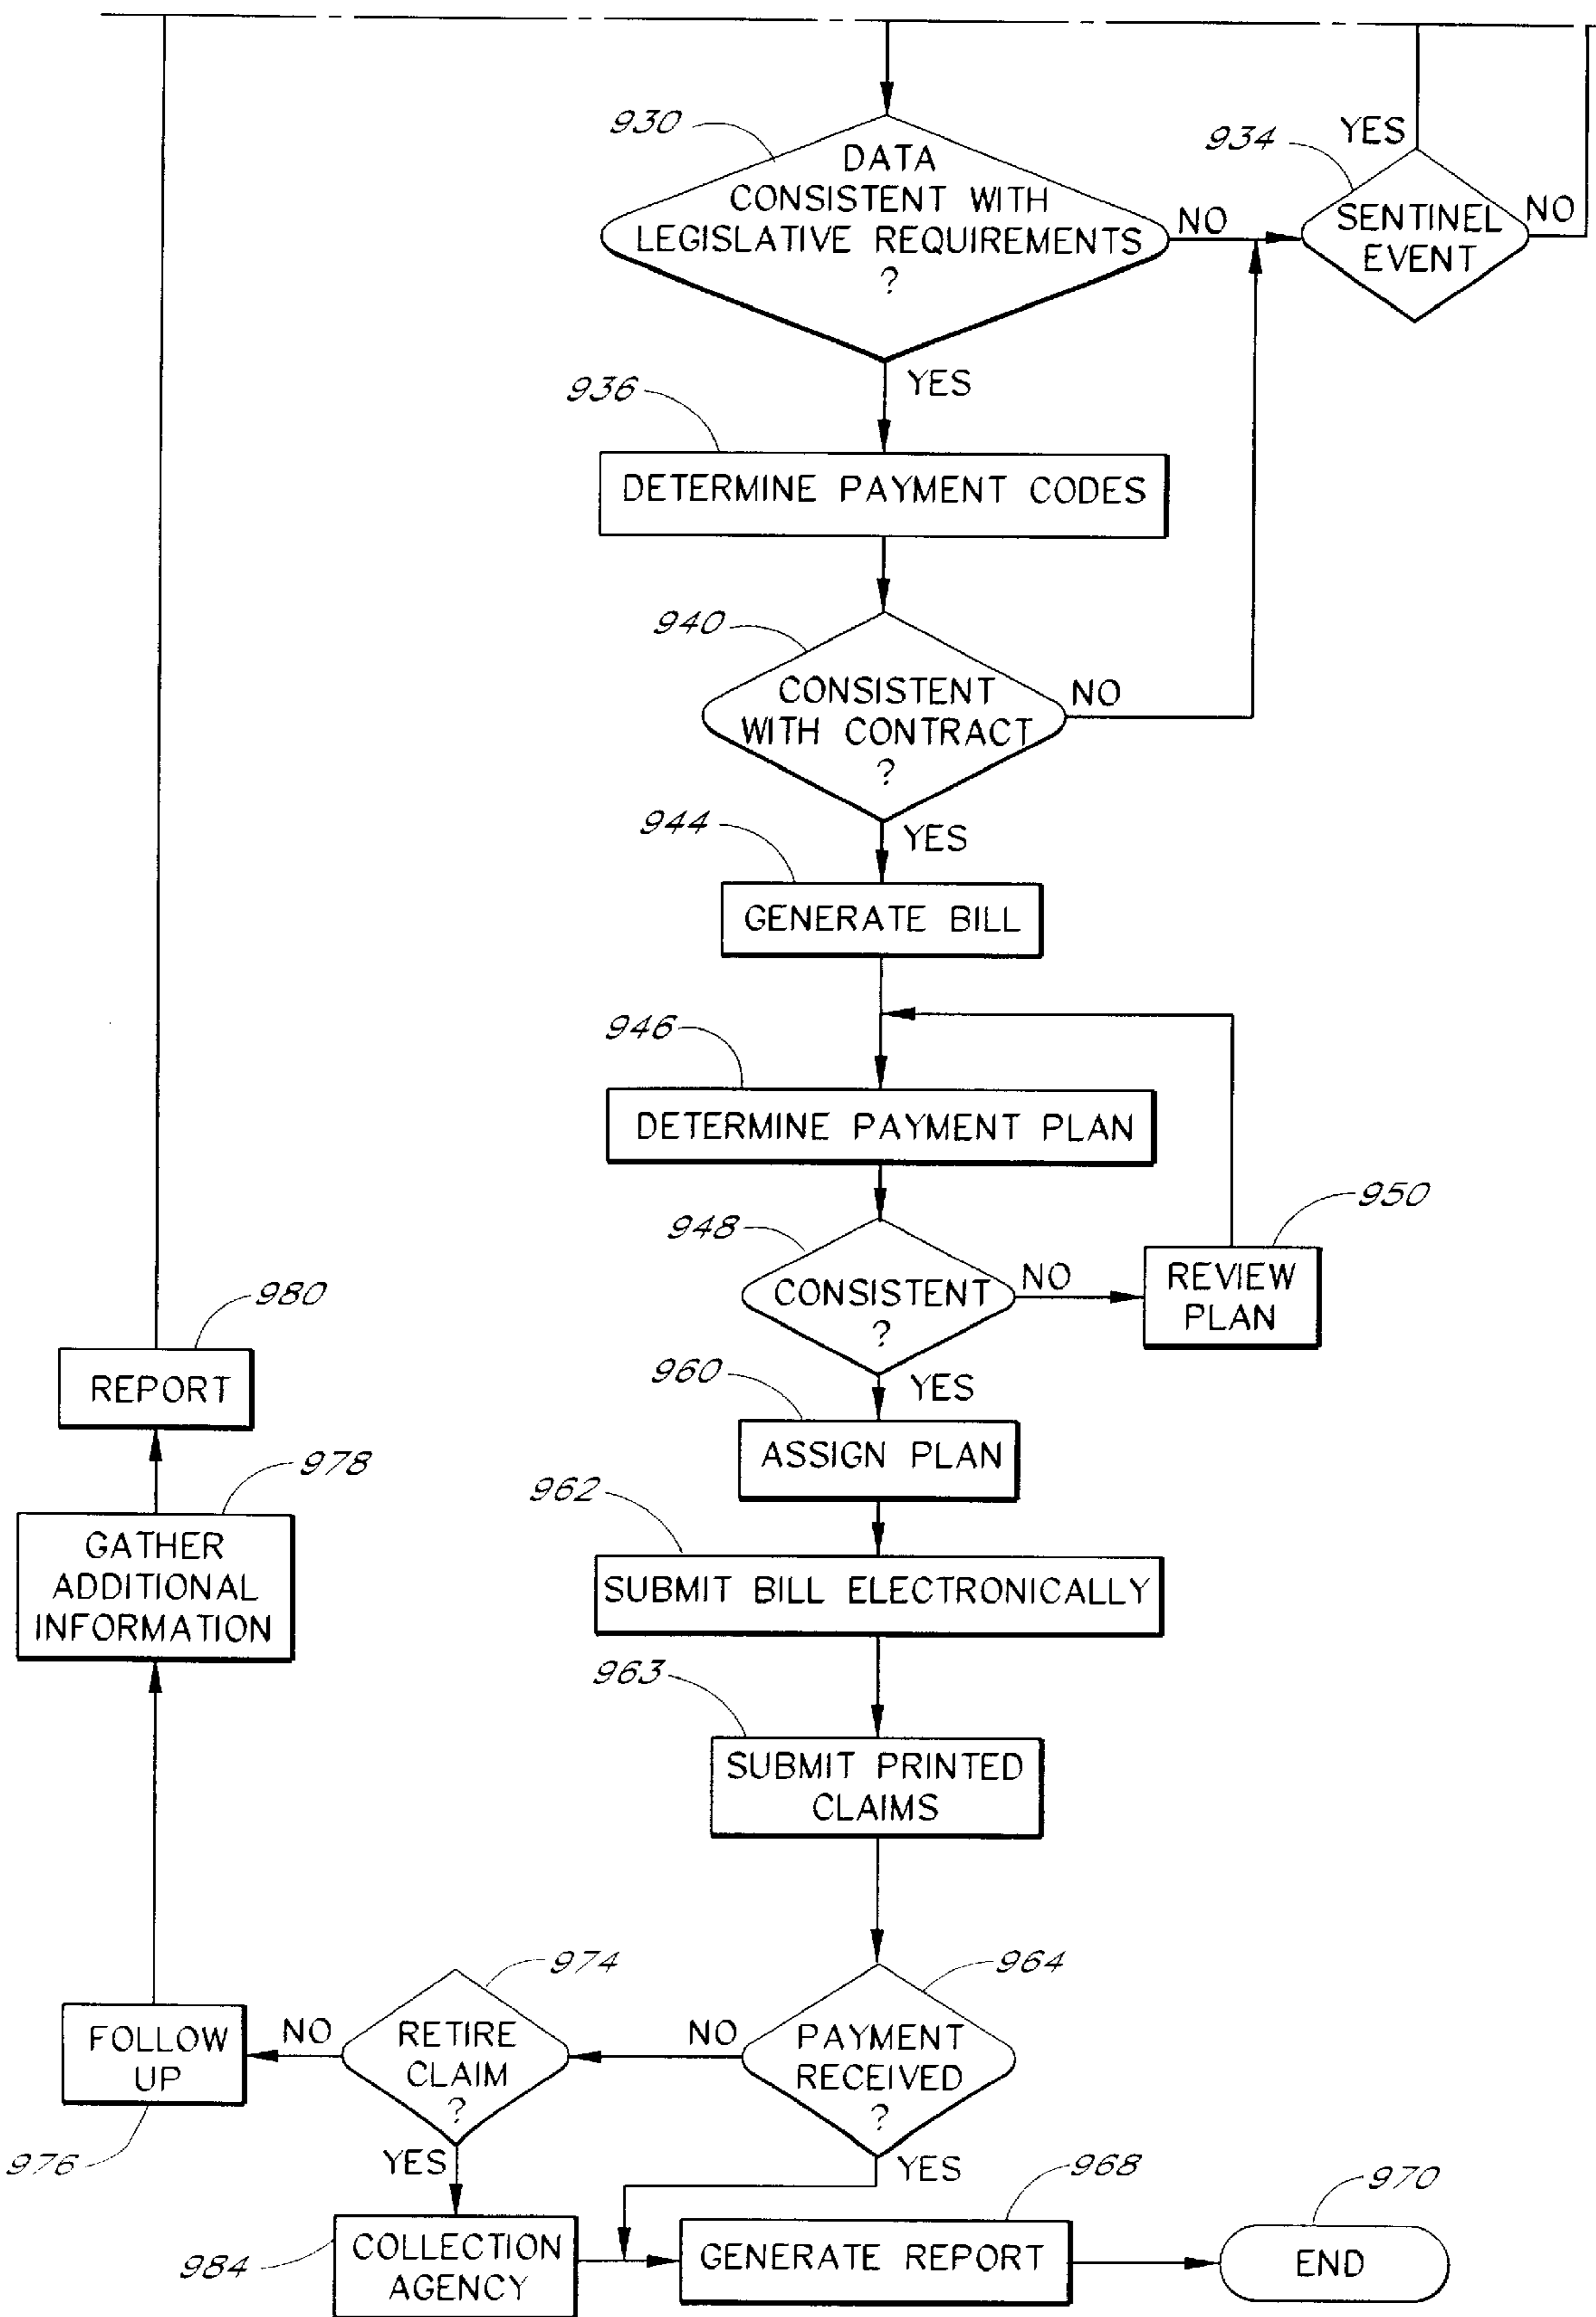 930
DATA
CONSISTENT WITH
LEGISLATIVE REQUIREMENTS
?
NO
YES
934
YES
SENTINEL
EVENT
NO
936
DETERMINE PAYMENT CODES
940
CONSISTENT
WITH CONTRACT
?
NO
YES
944
GENERATE BILL
946
DETERMINE PAYMENT PLAN
948
CONSISTENT
?
NO
YES
950
REVIEW
PLAN
960
ASSIGN PLAN
962
SUBMIT BILL ELECTRONICALLY
963
SUBMIT PRINTED
CLAIMS
964
PAYMENT
RECEIVED
?
NO
YES
974
RETIRE
CLAIM
?
NO
YES
FOLLOW
UP
976
978
GATHER
ADDITIONAL
INFORMATION
980
REPORT
984
COLLECTION
AGENCY
968
GENERATE REPORT
970
END